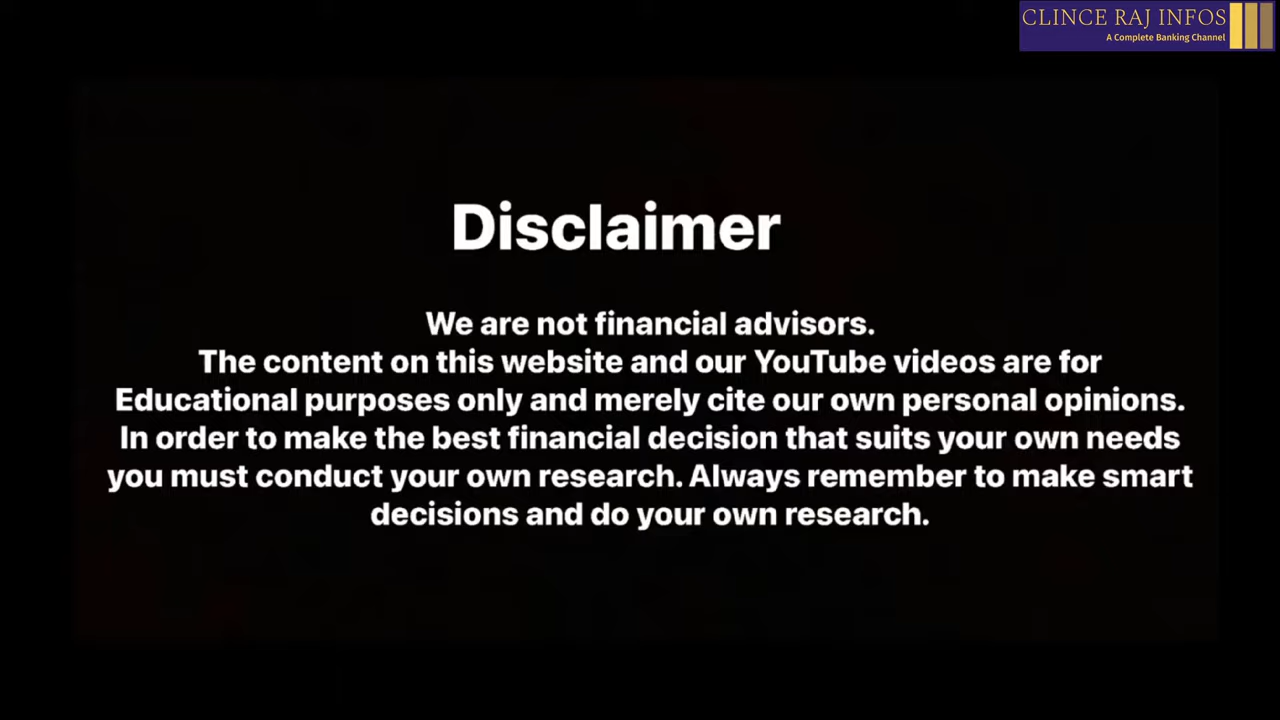 CLINCE RAJ INFOS
A Complete Banking Channel
Disclaimer
We are not financial advisors.
The content on this website and our YouTube videos are for
Educational purposes only and merely cite our own personal opinions.
In order to make the best financial decision that suits your own needs
you must conduct your own research. Always remember to make smart
decisions and do your own research.